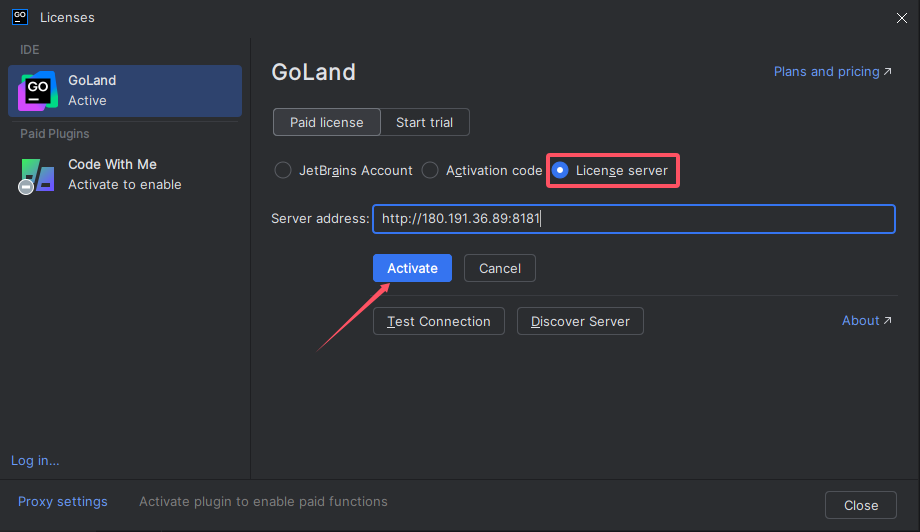 GO Licenses
IDE
GO GoLand
Active
Paid Plugins
Code With Me
Activate to enable
Log in...
GoLand
Plans and pricing
Paid license Start trial
JetBrains Account Activation code License server
Server address: http://180.191.36.89:8181
Activate Cancel
Test Connection Discover Server
About
Proxy settings Activate plugin to enable paid functions
Close